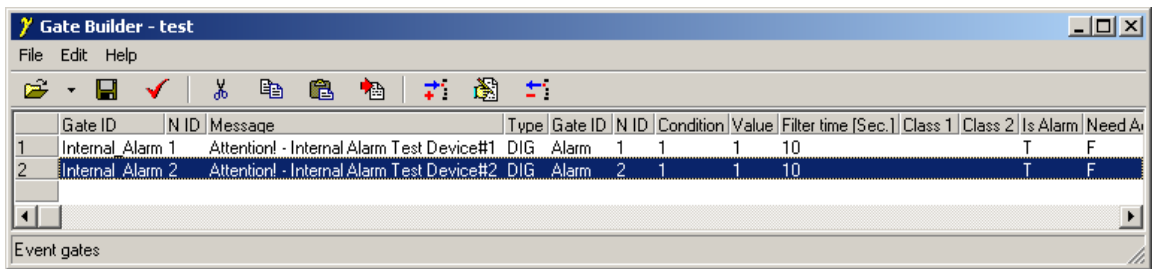 Gate Builder - test
File Edit Help
Gate ID N ID Message Type Gate ID N ID Condition Value Filter time [Sec.] Class 1 Class 2 Is Alarm Need A
1 Internal_Alarm 1 Attention! - Internal Alarm Test Device#1 DIG Alarm 1 1 1 10 T F
2 Internal_Alarm 2 Attention! - Internal Alarm Test Device#2 DIG Alarm 2 1 1 10 T F
Event gates